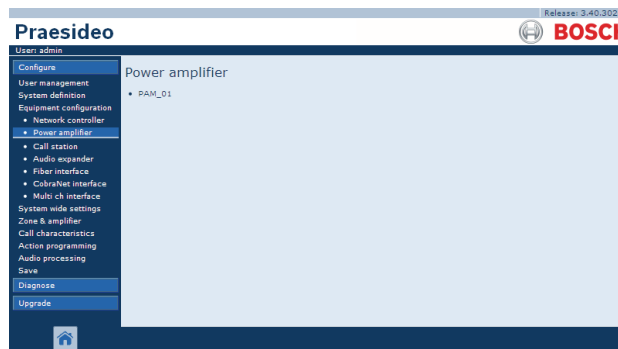 Release: 3.40.302
Praesideo
BOSCH
User: admin
Configure
User management
System definition
Equipment configuration
• Network controller
• Power amplifier
• Call station
• Audio expander
• Fiber interface
• CobraNet interface
• Multi ch interface
System wide settings
Zone & amplifier
Call characteristics
Action programming
Audio processing
Save
Diagnose
Upgrade
Power amplifier
• PAM_01